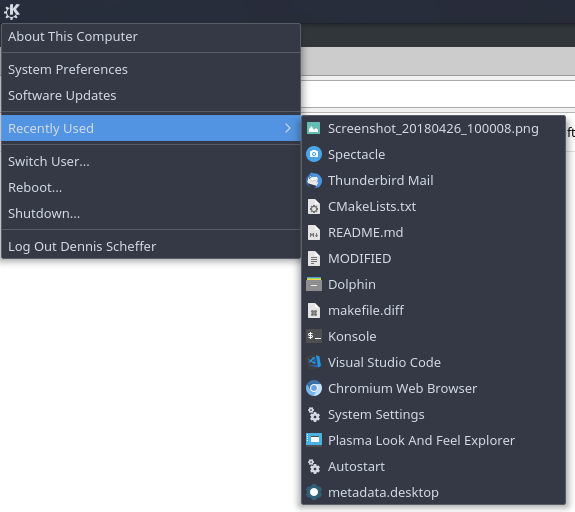 About This Computer
System Preferences
Software Updates
Recently Used
Switch User...
Reboot...
Shutdown...
Log Out Dennis Scheffer
Screenshot_20180426_100008.png
Spectacle
Thunderbird Mail
CMakeLists.txt
README.md
MODIFIED
Dolphin
makefile.diff
Konsole
Visual Studio Code
Chromium Web Browser
System Settings
Plasma Look And Feel Explorer
Autostart
metadata.desktop